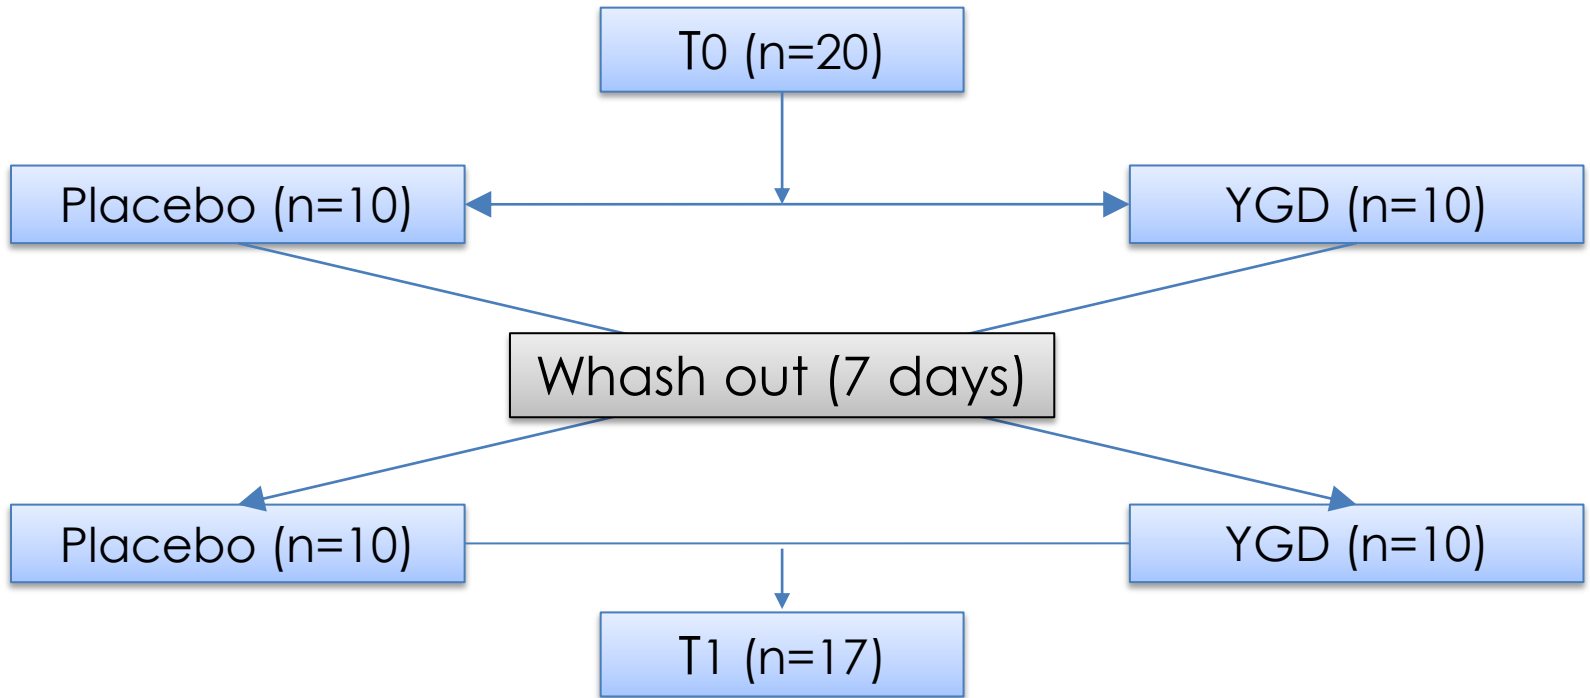 T0 (n=20)
Placebo (n=10)
YGD (n=10)
Whash out (7 days)
Placebo (n=10)
YGD (n=10)
T1 (n=17)